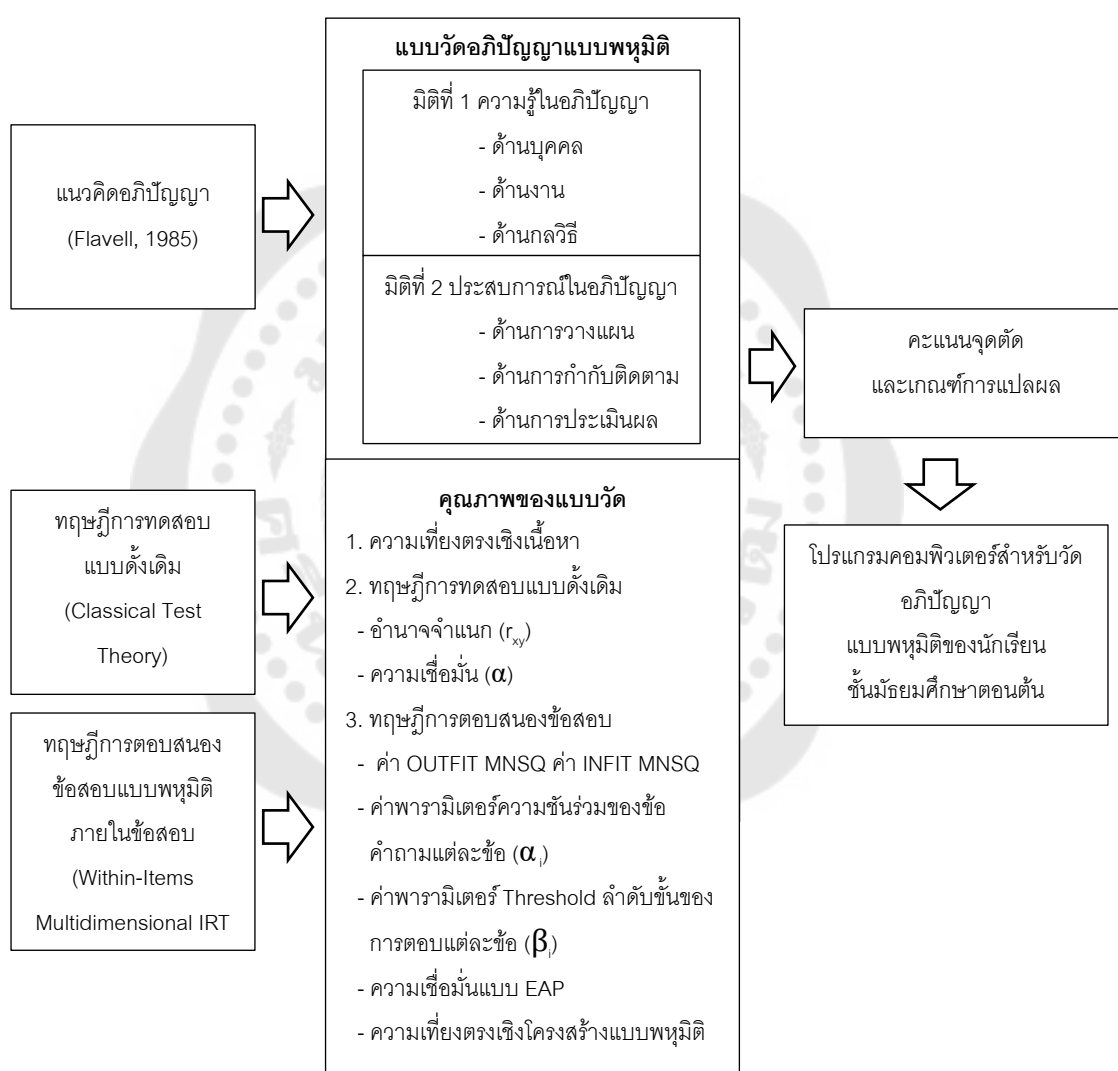 แนวคิดอภิปัญญา
(Flavell, 1985)
ทฤษฎีการทดสอบ
แบบดั้งเดิม
(Classical Test
Theory)
ทฤษฎีการตอบสนอง
ข้อสอบแบบพหุมิติ
ภายในข้อสอบ
(Within-Items
Multidimensional IRT
แบบวัดอภิปัญญาแบบพหุมิติ
มิติที่ 1 ความรู้ในอภิปัญญา
- ด้านบุคคล
- ด้านงาน
- ด้านกลวิธี
มิติที่ 2 ประสบการณ์ในอภิปัญญา
- ด้านการวางแผน
- ด้านการกำกับติดตาม
- ด้านการประเมินผล
คุณภาพของแบบวัด
1. ความเที่ยงตรงเชิงเนื้อหา
2. ทฤษฎีการทดสอบแบบดั้งเดิม
- อำนาจจำแนก (rxy)
- ความเชื่อมั่น (α)
3. ทฤษฎีการตอบสนองข้อสอบ
- ค่า OUTFIT MNSQ ค่า INFIT MNSQ
- ค่าพารามิเตอร์ความชันร่วมของข้อ
คำถามแต่ละข้อ (αi)
- ค่าพารามิเตอร์ Threshold ลำดับขั้นของ
การตอบแต่ละข้อ (βi)
- ความเชื่อมั่นแบบ EAP
- ความเที่ยงตรงเชิงโครงสร้างแบบพหุมิติ
คะแนนจุดตัด
และเกณฑ์การแปลผล
โปรแกรมคอมพิวเตอร์สำหรับวัด
อภิปัญญา
แบบพหุมิติของนักเรียน
ชั้นมัธยมศึกษาตอนต้น